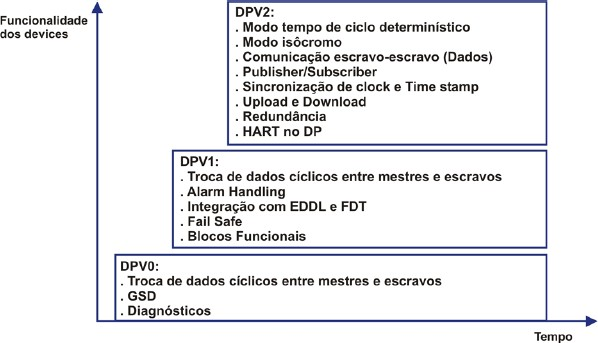 Funcionalidade
dos devices
DPV2:
. Modo tempo de ciclo determinístico
. Modo isôcromo
. Comunicação escravo-escravo (Dados)
. Publisher/Subscriber
. Sincronização de clock e Time stamp
. Upload e Download
. Redundância
. HART no DP
DPV1:
. Troca de dados cíclicos entre mestres e escravos
. Alarm Handling
. Integração com EDDL e FDT
. Fail Safe
. Blocos Funcionais
DPV0:
. Troca de dados cíclicos entre mestres e escravos
. GSD
. Diagnósticos
Tempo